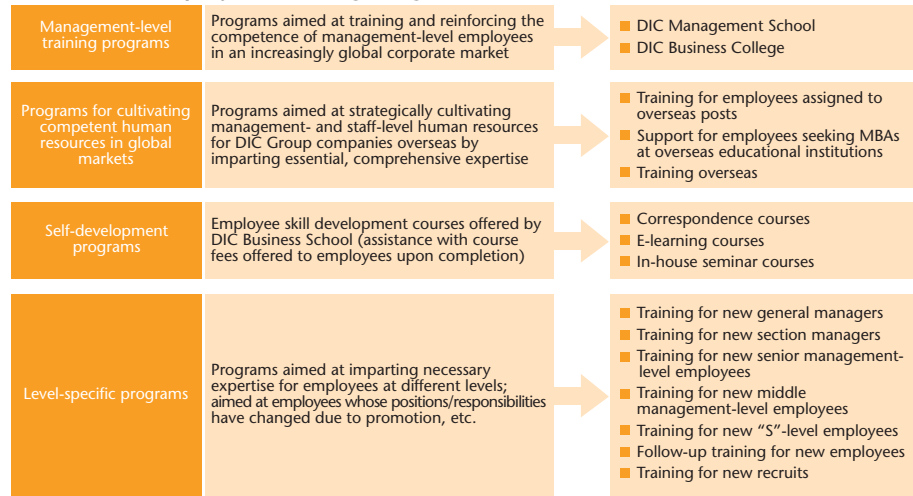 Management-level
training programs
Programs aimed at training and reinforcing the
competence of management-level employees
in an increasingly global corporate market
DIC Management School
DIC Business College
Programs for cultivating
competent human
resources in global
markets
Programs aimed at strategically cultivating
management- and staff-level human resources
for DIC Group companies overseas by
imparting essential, comprehensive expertise
Training for employees assigned to
overseas posts
Support for employees seeking MBAs
at overseas educational institutions
Training overseas
Self-development
programs
Employee skill development courses offered by
DIC Business School (assistance with course
fees offered to employees upon completion)
Correspondence courses
E-learning courses
In-house seminar courses
Level-specific programs
Programs aimed at imparting necessary
expertise for employees at different levels;
aimed at employees whose positions/responsibilities
have changed due to promotion, etc.
Training for new general managers
Training for new section managers
Training for new senior management-
level employees
Training for new middle
management-level employees
Training for new “S”-level employees
Follow-up training for new employees
Training for new recruits